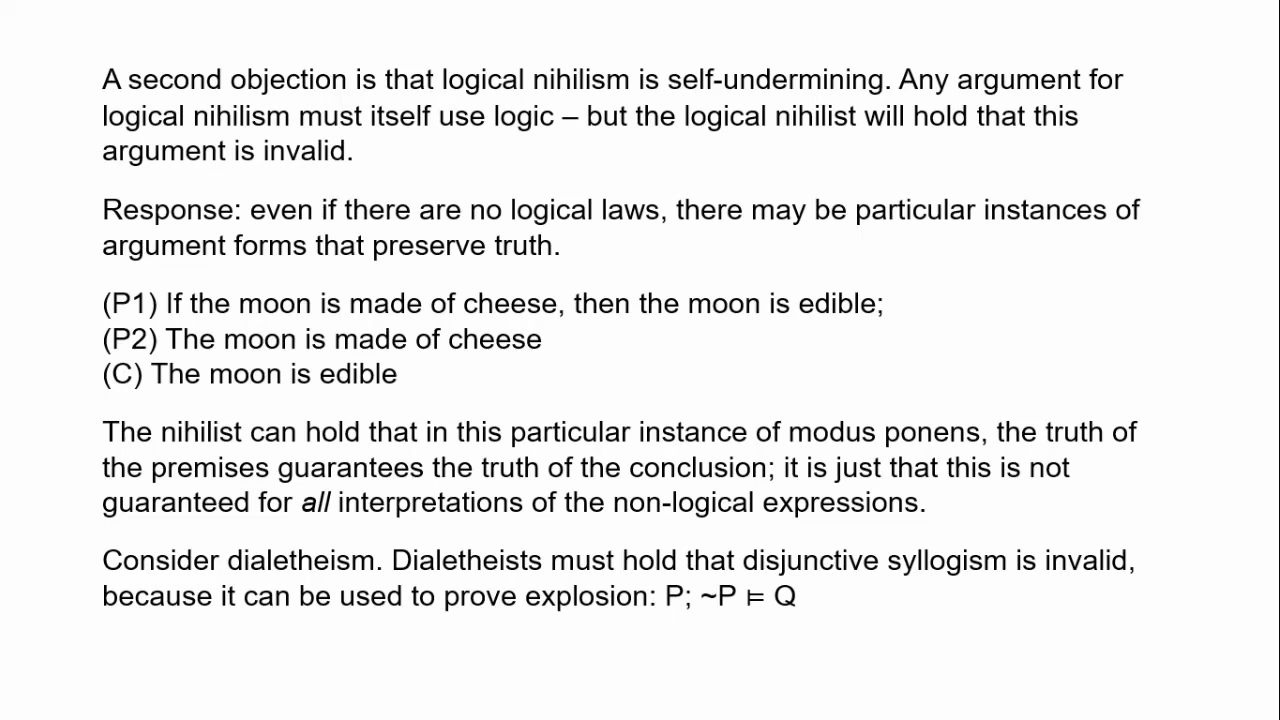 A second objection is that logical nihilism is self-undermining. Any argument for
logical nihilism must itself use logic – but the logical nihilist will hold that this
argument is invalid.
Response: even if there are no logical laws, there may be particular instances of
argument forms that preserve truth.
(P1) If the moon is made of cheese, then the moon is edible;
(P2) The moon is made of cheese
(C) The moon is edible
The nihilist can hold that in this particular instance of modus ponens, the truth of
the premises guarantees the truth of the conclusion; it is just that this is not
guaranteed for all interpretations of the non-logical expressions.
Consider dialetheism. Dialetheists must hold that disjunctive syllogism is invalid,
because it can be used to prove explosion: P; ~P ⊨ Q